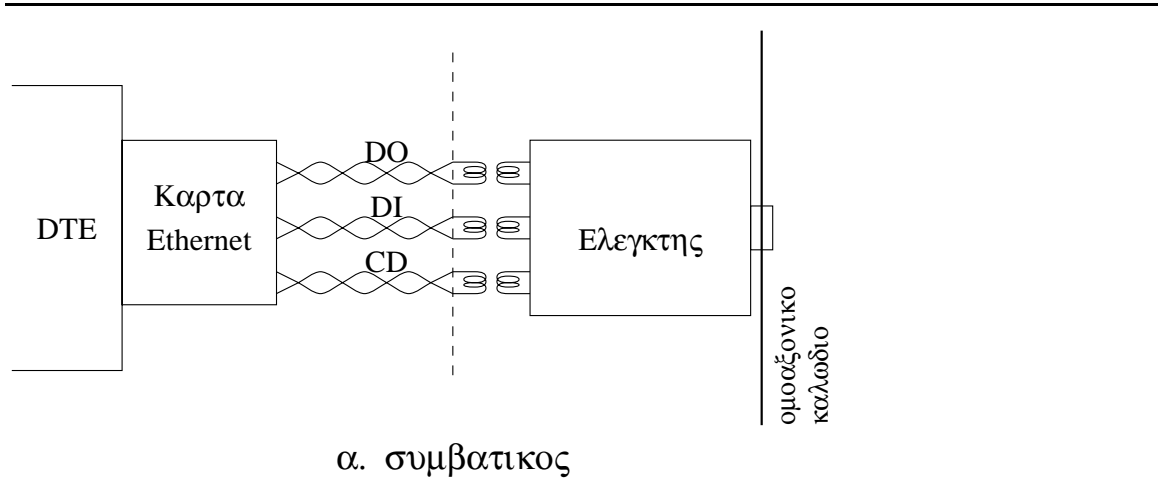 DTE
Καρτα
Ethernet
DO
DI
CD
Ελεγκτης
ομοαξονικο
καλωδιο
α. συμβατικος